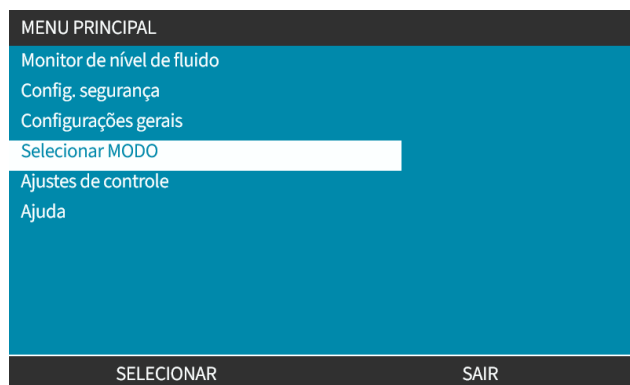 MENU PRINCIPAL
Monitor de nível de fluido
Config. segurança
Configurações gerais
Selecionar MODO
Ajustes de controle
Ajuda
SELECIONAR SAIR